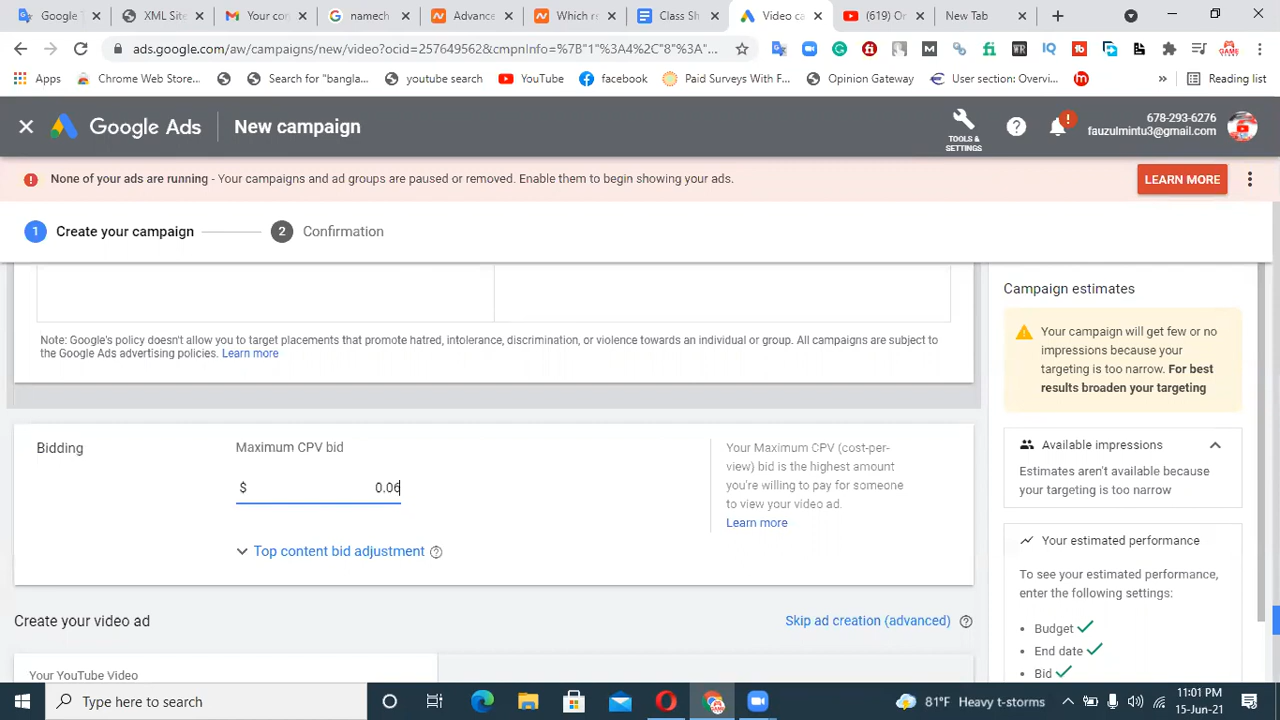 XML Site
Your co
namech
Advanc
Which re
Class Sh
Video ca
(619) O
New Tab
ads.google.com/aw/campaigns/new/video?ocid=257649562&cmpnInfo=%7B"1"%3A4%2C"8"%3A"...
Apps
Chrome Web Store...
Search for "bangla...
youtube search
YouTube
facebook
Paid Surveys With F...
Opinion Gateway
User section: Overvi...
»
Reading list
Google Ads
New campaign
TOOLS & SETTINGS
678-293-6276
fauzulmintu3@gmail.com
None of your ads are running - Your campaigns and ad groups are paused or removed. Enable them to begin showing your ads.
LEARN MORE
1 Create your campaign
2 Confirmation
Note: Google's policy doesn't allow you to target placements that promote hatred, intolerance, discrimination, or violence towards an individual or group. All campaigns are subject to
the Google Ads advertising policies. Learn more
Bidding
Maximum CPV bid
$ 0.06
Top content bid adjustment
Your Maximum CPV (cost-per-
view) bid is the highest amount
you're willing to pay for someone
to view your video ad.
Learn more
Create your video ad
Skip ad creation (advanced)
Your YouTube Video
Campaign estimates
Your campaign will get few or no
impressions because your
targeting is too narrow. For best
results broaden your targeting
Available impressions
Estimates aren't available because
your targeting is too narrow
Your estimated performance
To see your estimated performance,
enter the following settings:
• Budget
• End date
• Bid
Type here to search
81°F Heavy t-storms
11:01 PM
15-Jun-21